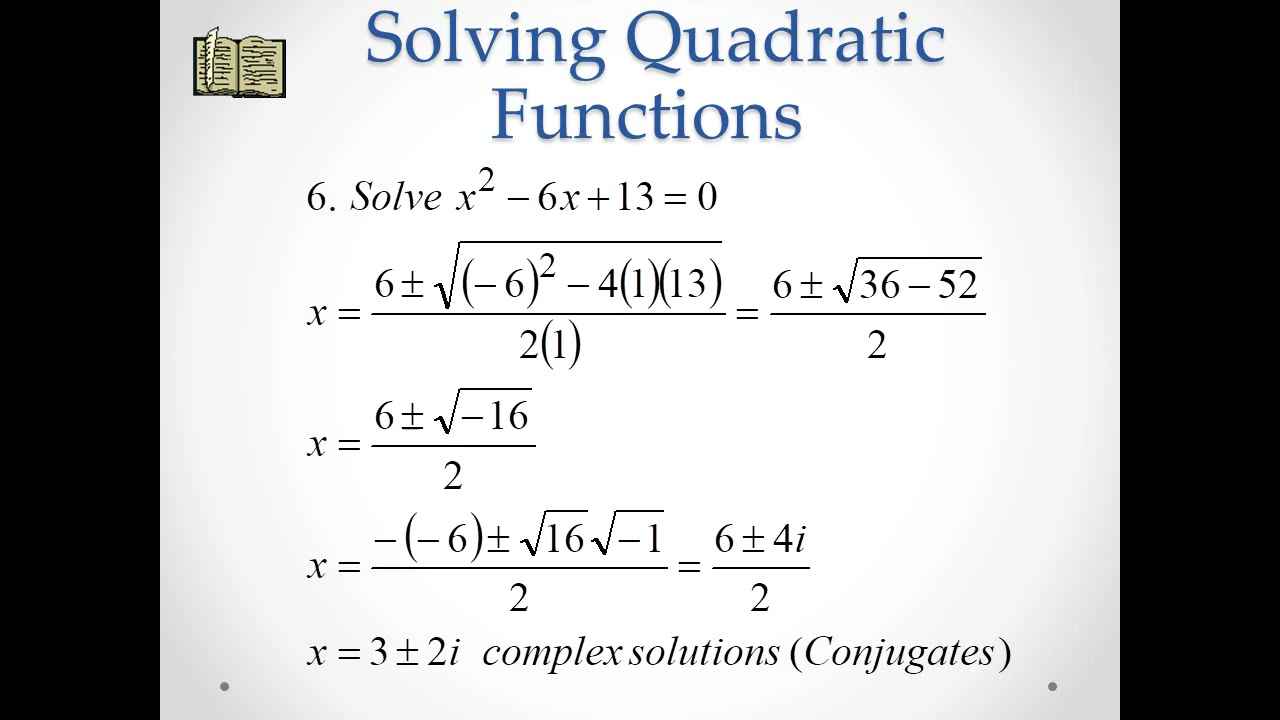 Solving Quadratic
Functions
6. Solve x² − 6x + 13 = 0
x = (6 ± √((−6)² − 4(1)(13))) / (2(1)) = (6 ± √(36 − 52)) / 2
x = (6 ± √(−16)) / 2
x = (−(−6) ± √16 √(−1)) / 2 = (6 ± 4i) / 2
x = 3 ± 2i complex solutions (Conjugates)